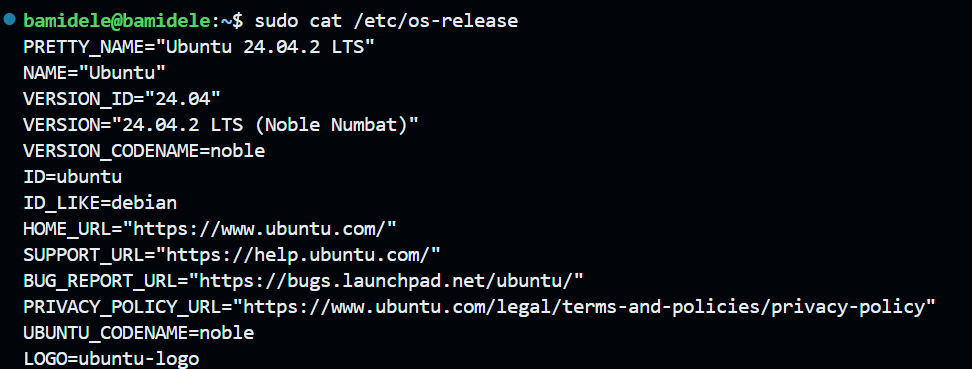 bamidele@bamidele:~$ sudo cat /etc/os-release
PRETTY_NAME="Ubuntu 24.04.2 LTS"
NAME="Ubuntu"
VERSION_ID="24.04"
VERSION="24.04.2 LTS (Noble Numbat)"
VERSION_CODENAME=noble
ID=ubuntu
ID_LIKE=debian
HOME_URL="https://www.ubuntu.com/"
SUPPORT_URL="https://help.ubuntu.com/"
BUG_REPORT_URL="https://bugs.launchpad.net/ubuntu/"
PRIVACY_POLICY_URL="https://www.ubuntu.com/legal/terms-and-policies/privacy-policy"
UBUNTU_CODENAME=noble
LOGO=ubuntu-logo